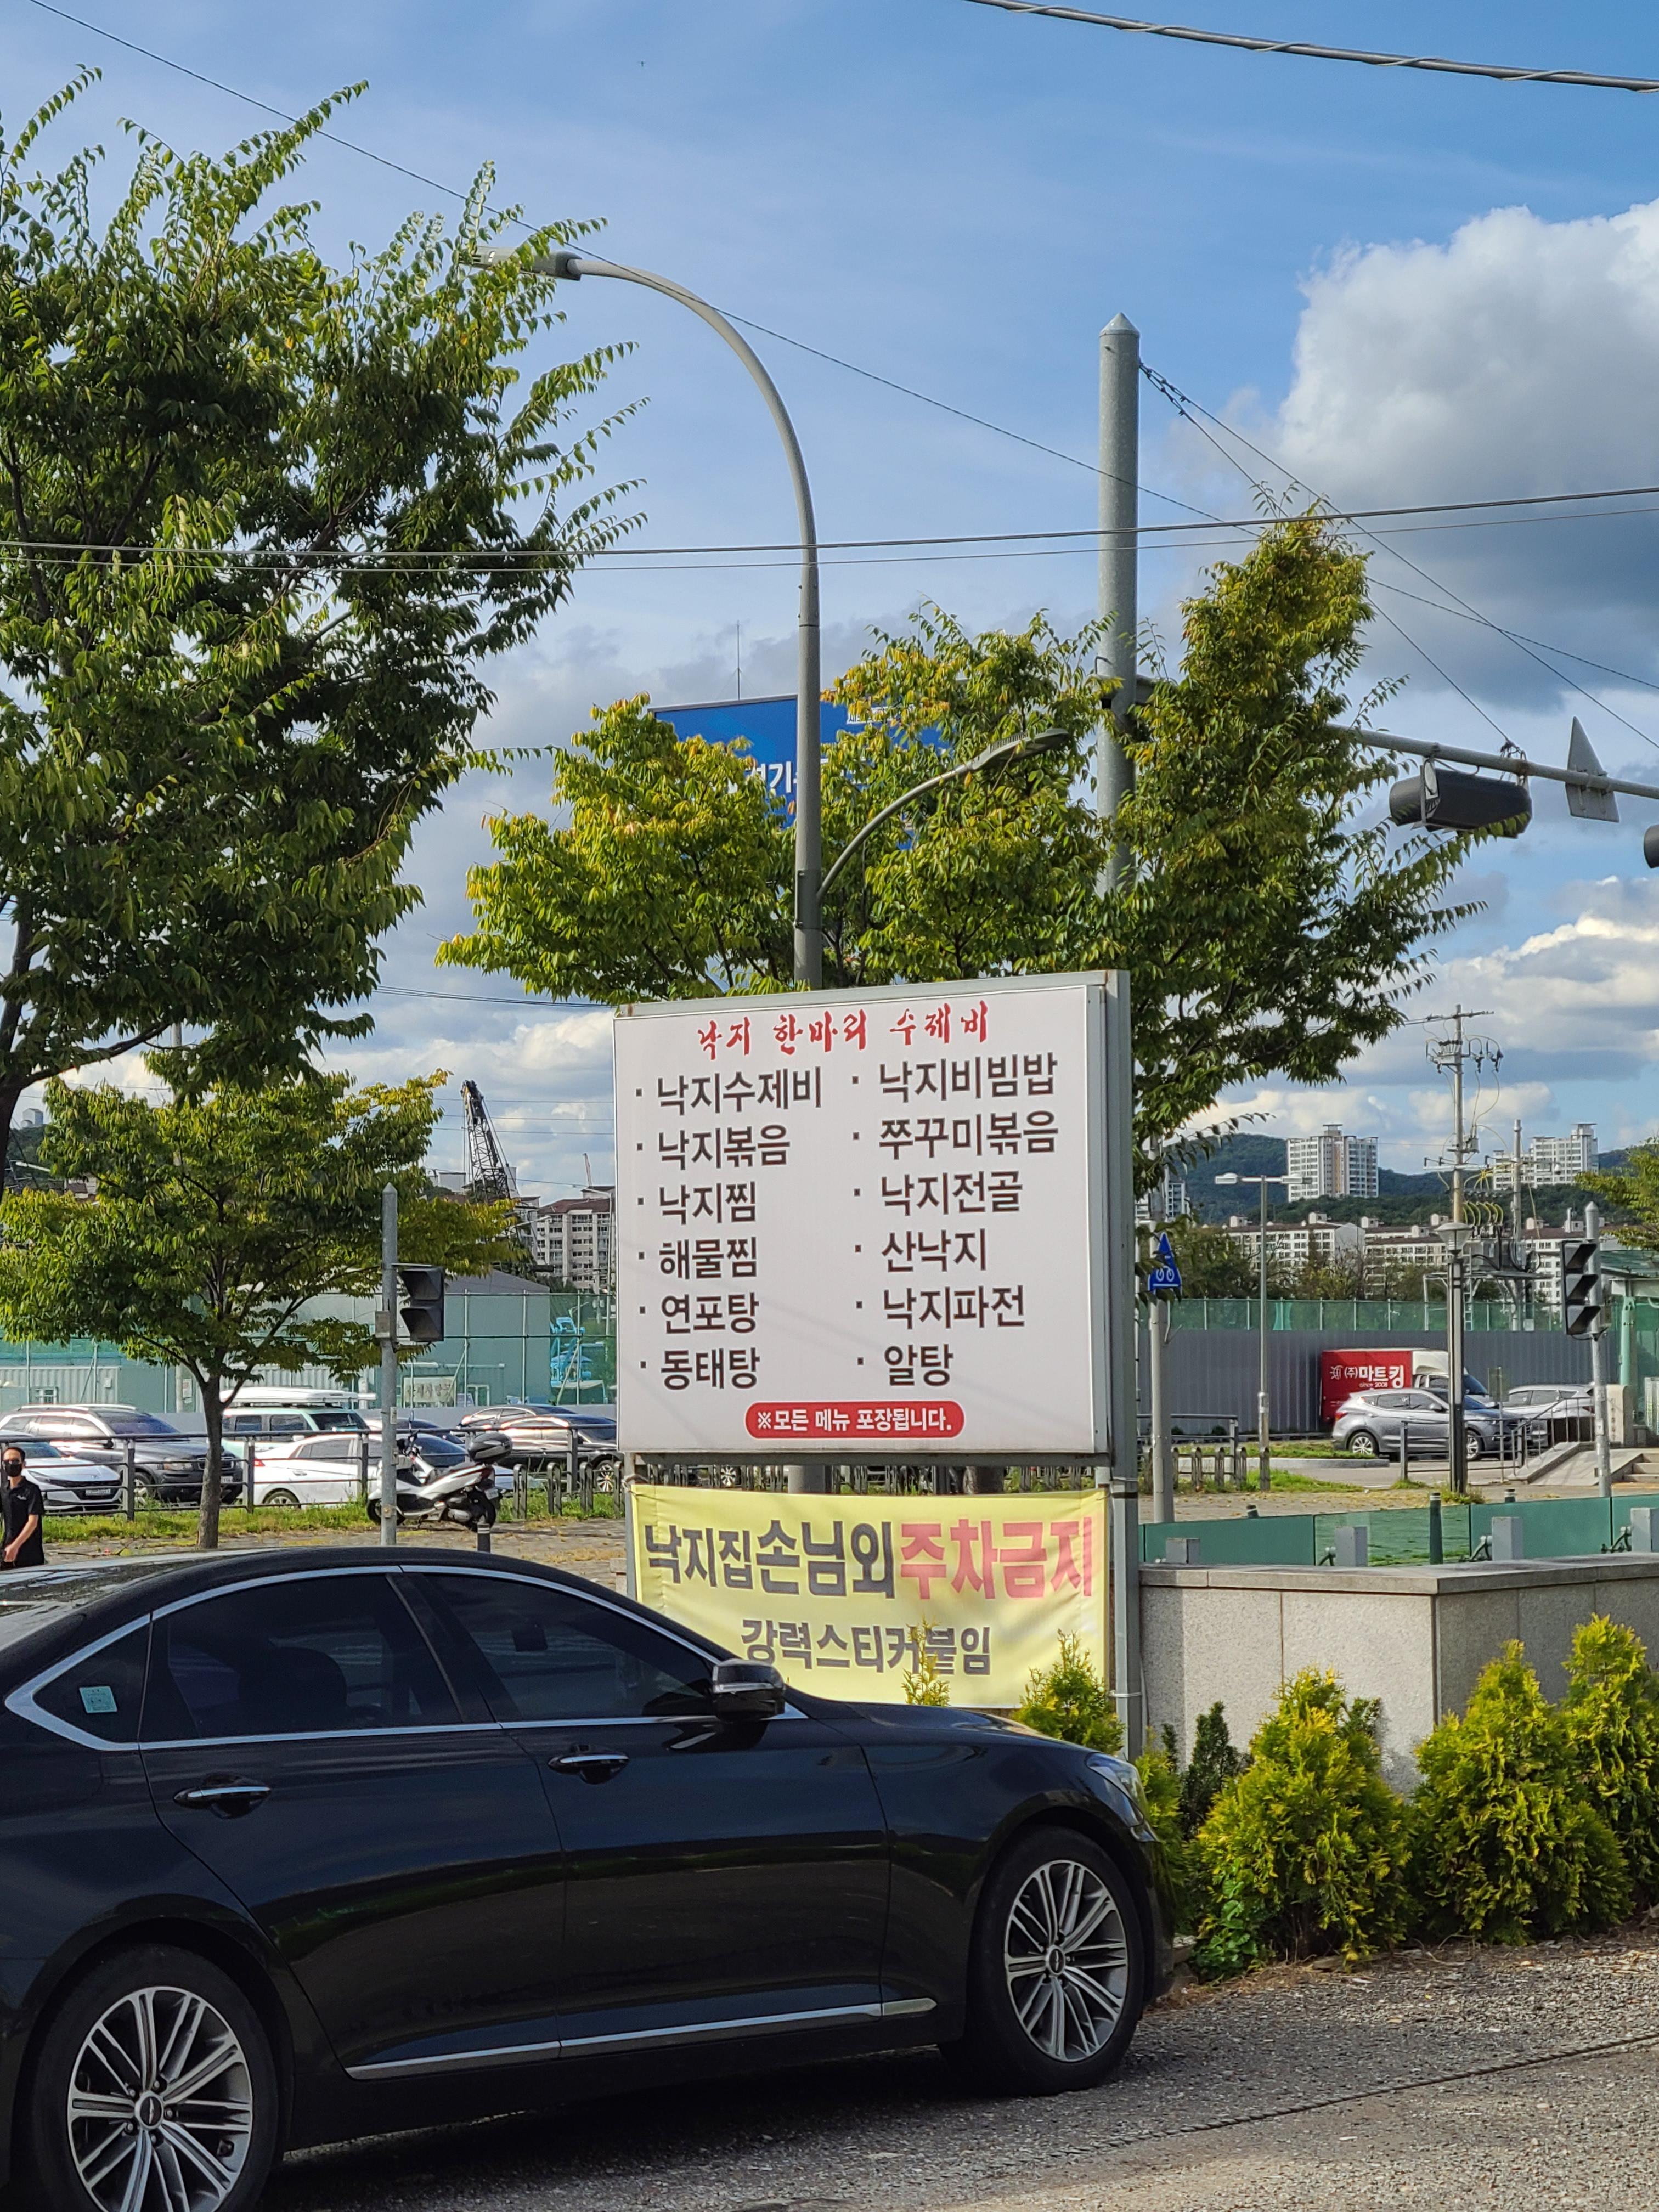 낙지 한마리 수제비
· 낙지수제비 · 낙지비빔밥
· 낙지볶음 · 쭈꾸미볶음
· 낙지찜 · 낙지전골
· 해물찜 · 산낙지
· 연포탕 · 낙지파전
· 동태탕 · 알탕
※모든 메뉴 포장됩니다.
(주)마트킹
since 2008
낙지집손님외주차금지
강력스티커붙임